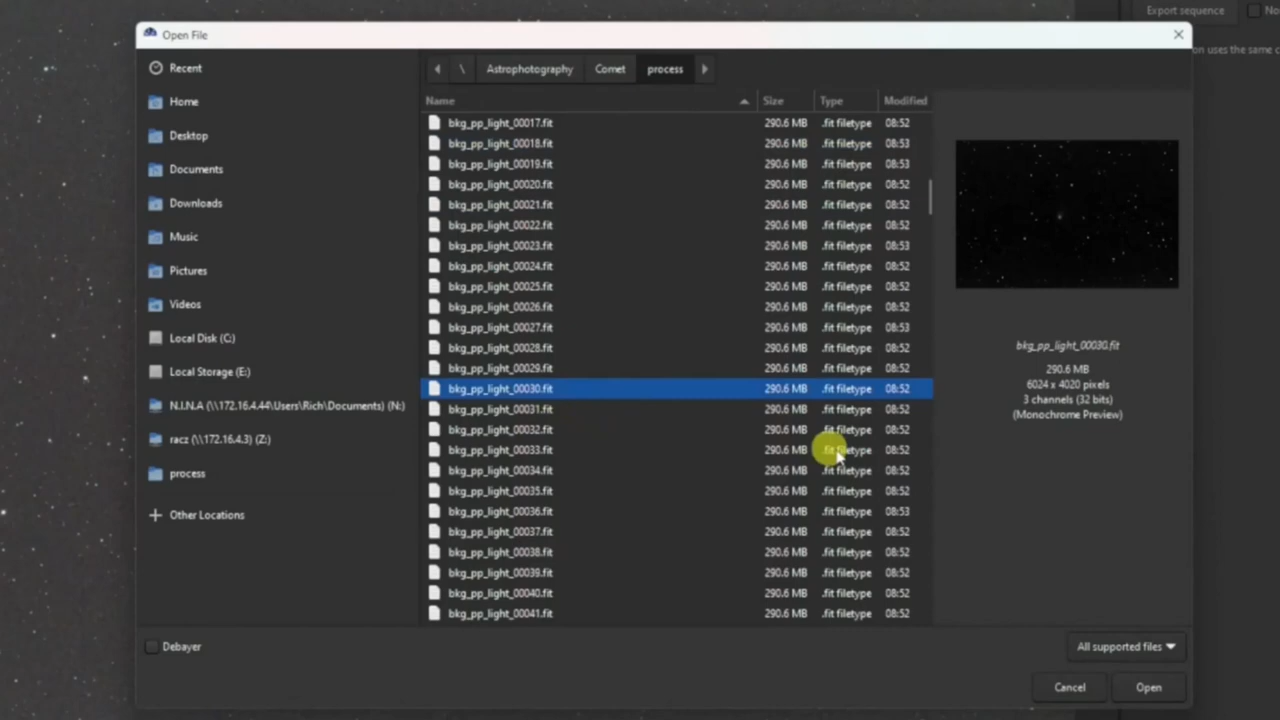 Export sequence
No
Open File
on uses the same c
Recent
Home
Desktop
Documents
Downloads
Music
Pictures
Videos
Local Disk (C:)
Local Storage (E:)
N.I.N.A (\\172.16.4.44\Users\Rich\Documents) (N:)
racz (\\172.16.4.3) (Z:)
process
Other Locations
\ Astrophotography Comet process
Name Size Type Modified
bkg_pp_light_00017.fit 290.6 MB .fit filetype 08:52
bkg_pp_light_00018.fit 290.6 MB .fit filetype 08:53
bkg_pp_light_00019.fit 290.6 MB .fit filetype 08:53
bkg_pp_light_00020.fit 290.6 MB .fit filetype 08:52
bkg_pp_light_00021.fit 290.6 MB .fit filetype 08:52
bkg_pp_light_00022.fit 290.6 MB .fit filetype 08:52
bkg_pp_light_00023.fit 290.6 MB .fit filetype 08:53
bkg_pp_light_00024.fit 290.6 MB .fit filetype 08:52
bkg_pp_light_00025.fit 290.6 MB .fit filetype 08:52
bkg_pp_light_00026.fit 290.6 MB .fit filetype 08:52
bkg_pp_light_00027.fit 290.6 MB .fit filetype 08:53
bkg_pp_light_00028.fit 290.6 MB .fit filetype 08:52
bkg_pp_light_00029.fit 290.6 MB .fit filetype 08:52
bkg_pp_light_00030.fit 290.6 MB .fit filetype 08:52
bkg_pp_light_00031.fit 290.6 MB .fit filetype 08:52
bkg_pp_light_00032.fit 290.6 MB .fit filetype 08:52
bkg_pp_light_00033.fit 290.6 MB .fit filetype 08:52
bkg_pp_light_00034.fit 290.6 MB .fit filetype 08:52
bkg_pp_light_00035.fit 290.6 MB .fit filetype 08:52
bkg_pp_light_00036.fit 290.6 MB .fit filetype 08:53
bkg_pp_light_00037.fit 290.6 MB .fit filetype 08:52
bkg_pp_light_00038.fit 290.6 MB .fit filetype 08:52
bkg_pp_light_00039.fit 290.6 MB .fit filetype 08:52
bkg_pp_light_00040.fit 290.6 MB .fit filetype 08:52
bkg_pp_light_00041.fit 290.6 MB .fit filetype 08:52
bkg_pp_light_00030.fit
290.6 MB
6024 x 4020 pixels
3 channels (32 bits)
(Monochrome Preview)
Debayer
All supported files
Cancel
Open